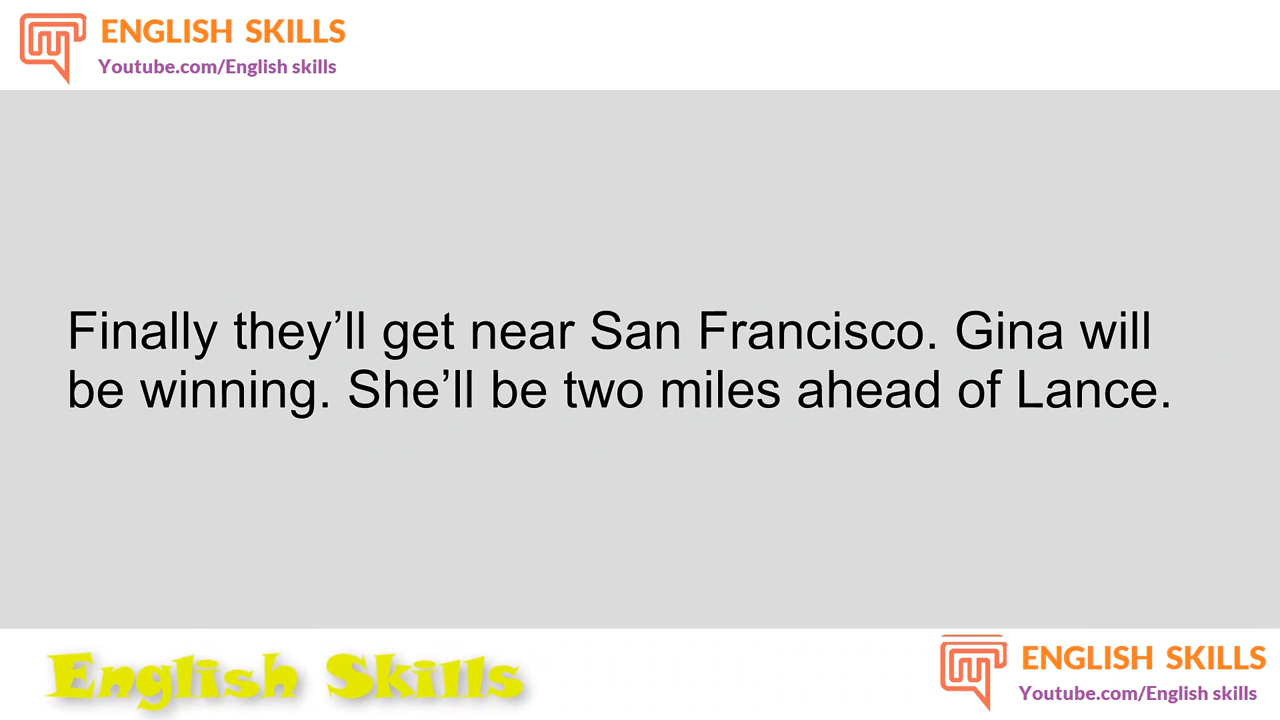 ENGLISH SKILLS
Youtube.com/English skills
Finally they’ll get near San Francisco. Gina will
be winning. She’ll be two miles ahead of Lance.
English Skills
ENGLISH SKILLS
Youtube.com/English skills